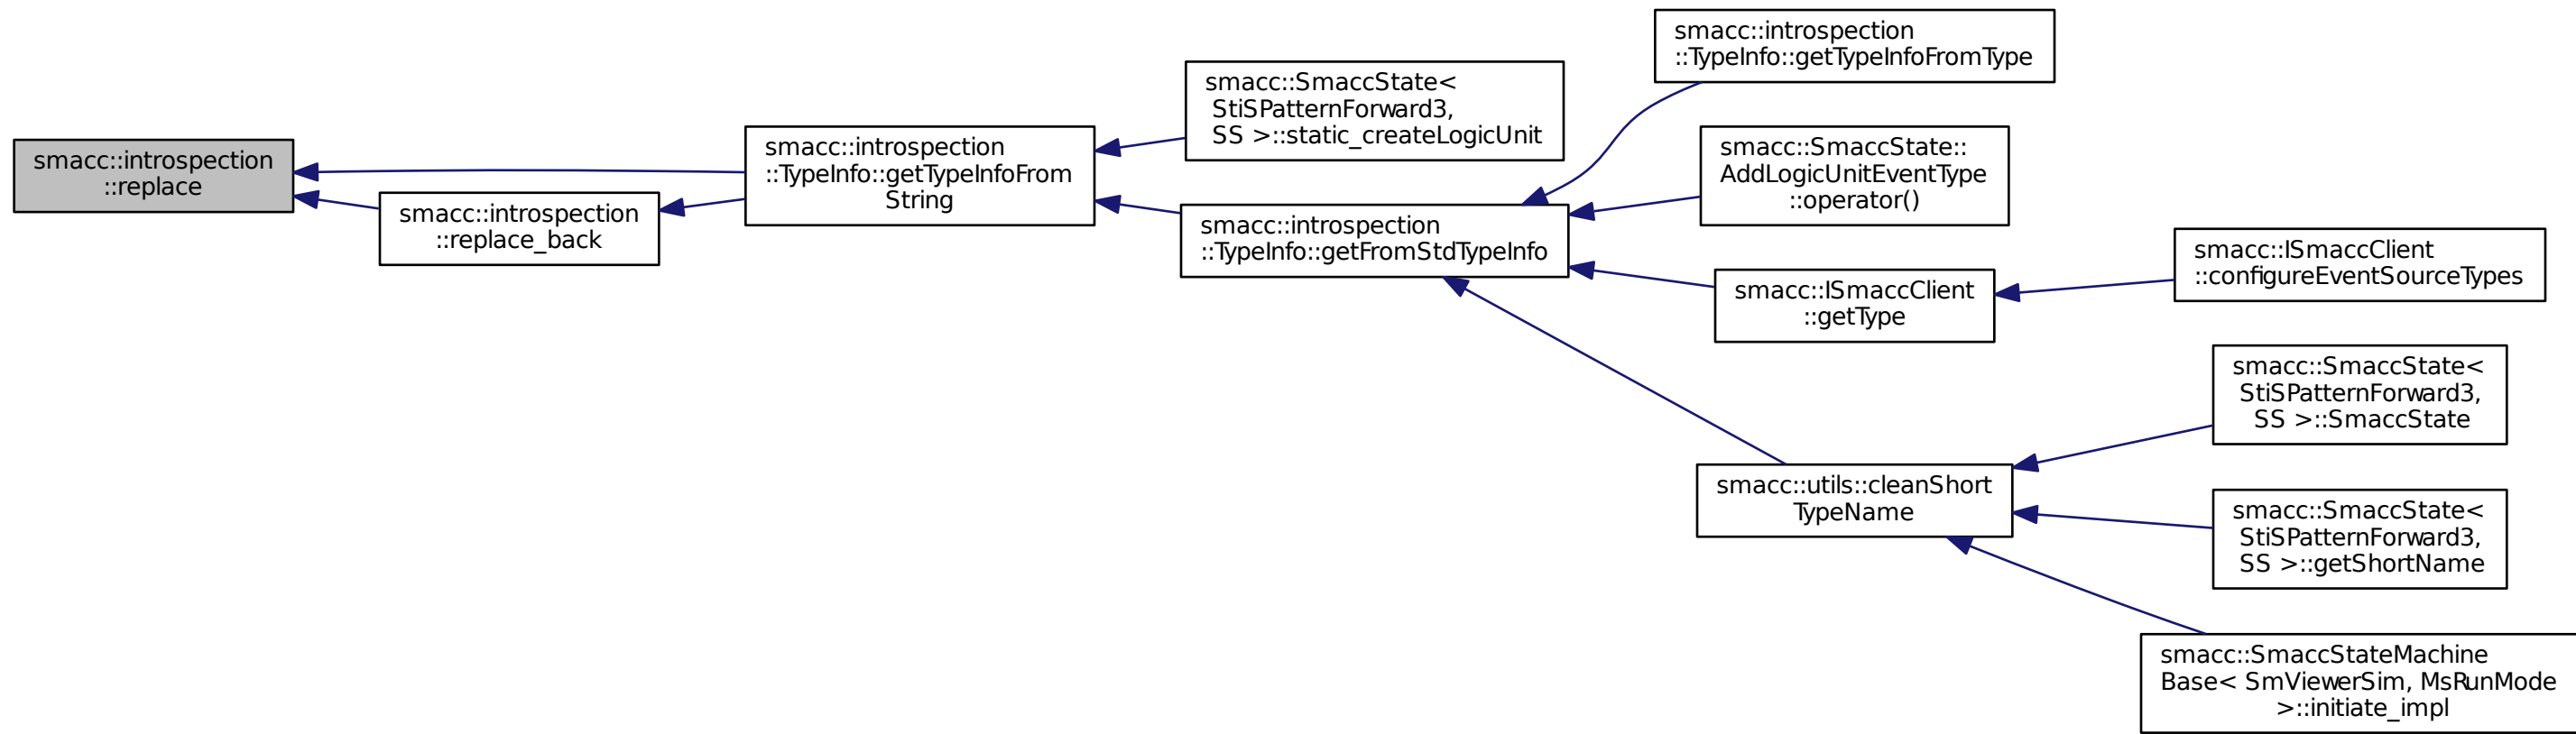 smacc::introspection
::replace
smacc::introspection
::replace_back
smacc::introspection
::TypeInfo::getTypeInfoFrom
String
smacc::SmaccState<
StiSPatternForward3,
SS >::static_createLogicUnit
smacc::introspection
::TypeInfo::getFromStdTypeInfo
smacc::introspection
::TypeInfo::getTypeInfoFromType
smacc::SmaccState::
AddLogicUnitEventType
::operator()
smacc::ISmaccClient
::getType
smacc::ISmaccClient
::configureEventSourceTypes
smacc::utils::cleanShort
TypeName
smacc::SmaccState<
StiSPatternForward3,
SS >::SmaccState
smacc::SmaccState<
StiSPatternForward3,
SS >::getShortName
smacc::SmaccStateMachine
Base< SmViewerSim, MsRunMode
>::initiate_impl